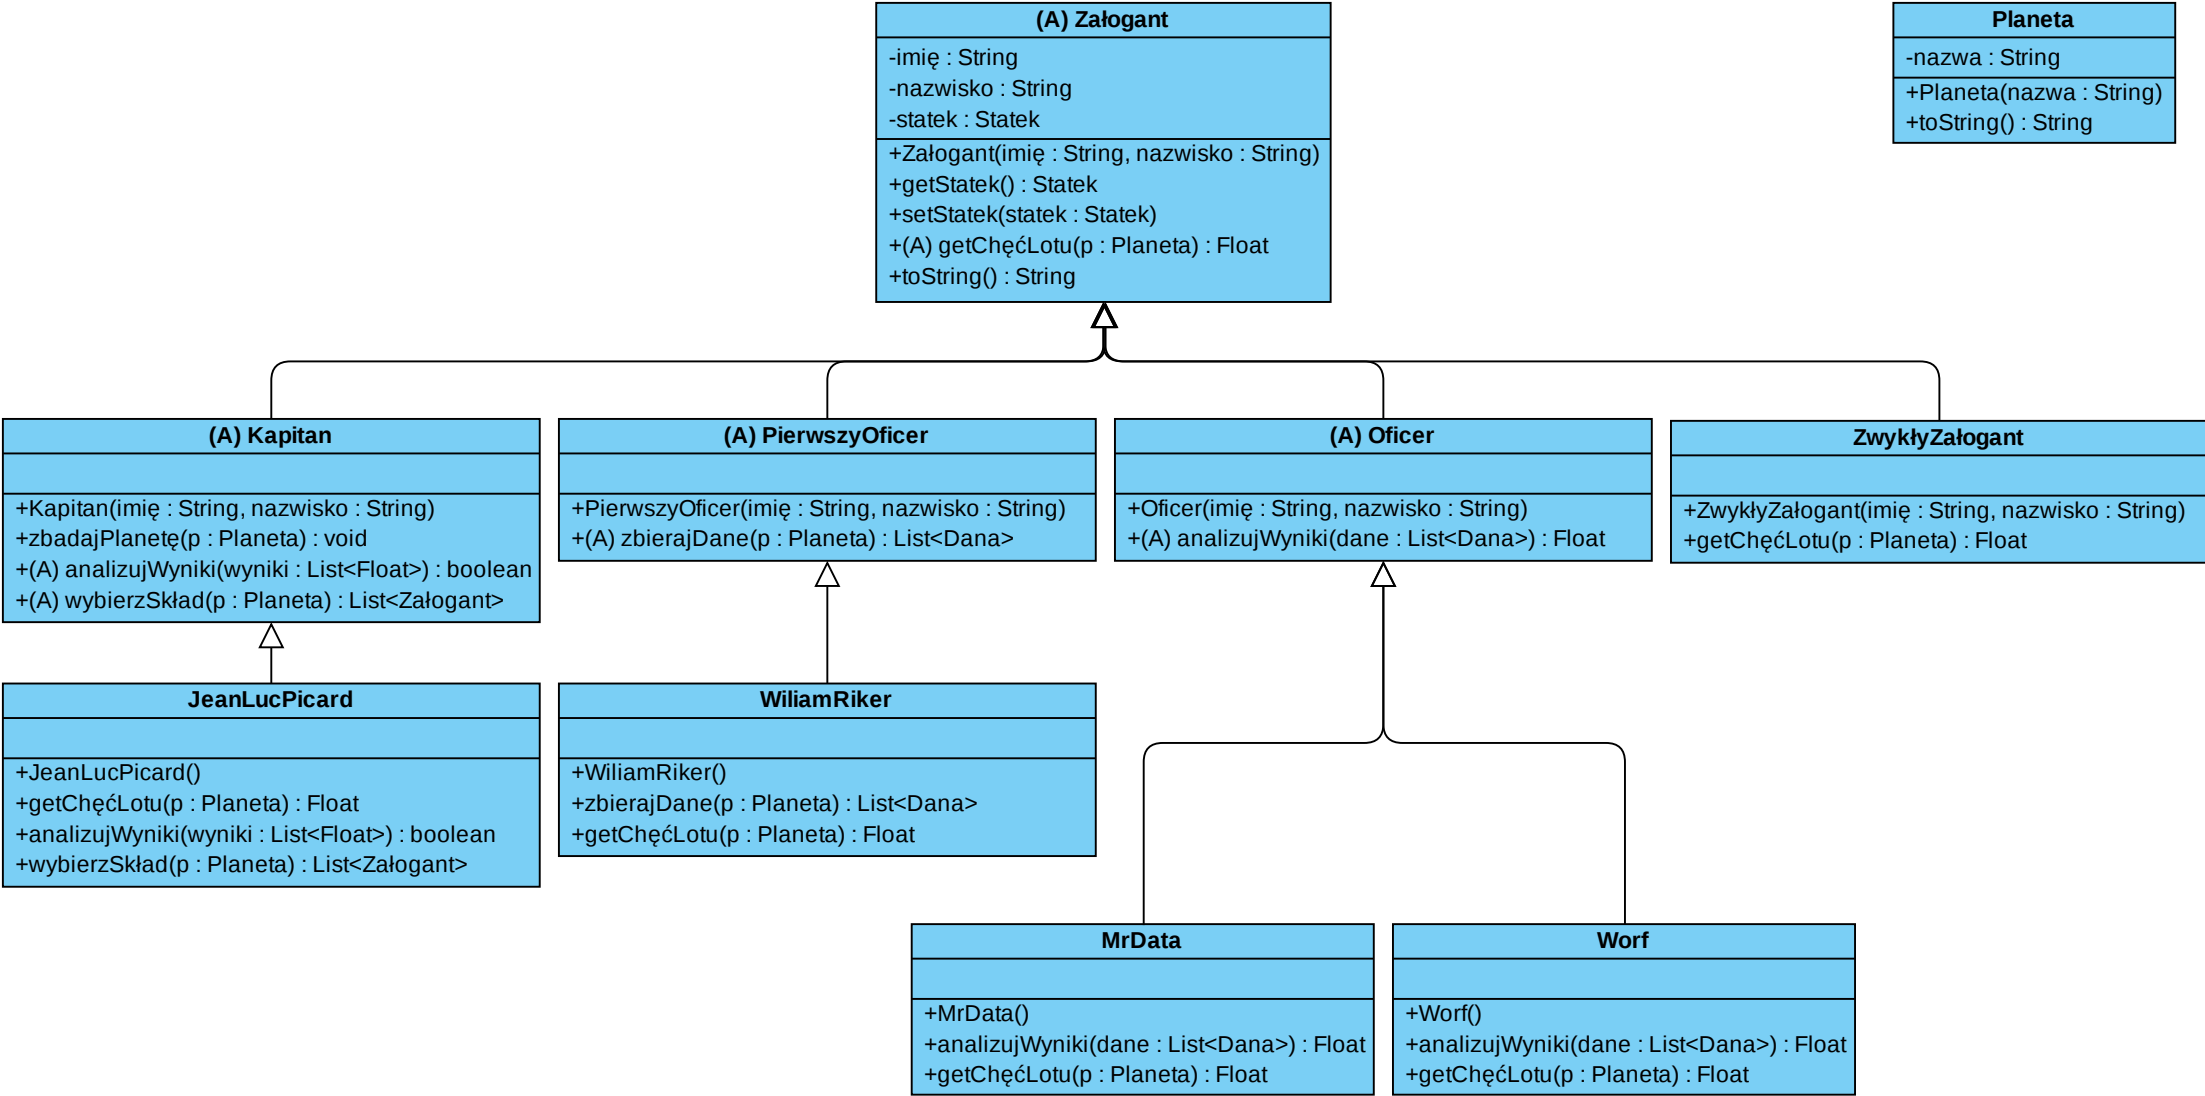 (A) Załogant
-imię : String
-nazwisko : String
-statek : Statek
+Załogant(imię : String, nazwisko : String)
+getStatek() : Statek
+setStatek(statek : Statek)
+(A) getChęćLotu(p : Planeta) : Float
+toString() : String
Planeta
-nazwa : String
+Planeta(nazwa : String)
+toString() : String
(A) Kapitan
+Kapitan(imię : String, nazwisko : String)
+zbadajPlanetę(p : Planeta) : void
+(A) analizujWyniki(wyniki : List<Float>) : boolean
+(A) wybierzSkład(p : Planeta) : List<Załogant>
(A) PierwszyOficer
+PierwszyOficer(imię : String, nazwisko : String)
+(A) zbierajDane(p : Planeta) : List<Dana>
(A) Oficer
+Oficer(imię : String, nazwisko : String)
+(A) analizujWyniki(dane : List<Dana>) : Float
ZwykłyZałogant
+ZwykłyZałogant(imię : String, nazwisko : String)
+getChęćLotu(p : Planeta) : Float
JeanLucPicard
+JeanLucPicard()
+getChęćLotu(p : Planeta) : Float
+analizujWyniki(wyniki : List<Float>) : boolean
+wybierzSkład(p : Planeta) : List<Załogant>
WiliamRiker
+WiliamRiker()
+zbierajDane(p : Planeta) : List<Dana>
+getChęćLotu(p : Planeta) : Float
MrData
+MrData()
+analizujWyniki(dane : List<Dana>) : Float
+getChęćLotu(p : Planeta) : Float
Worf
+Worf()
+analizujWyniki(dane : List<Dana>) : Float
+getChęćLotu(p : Planeta) : Float